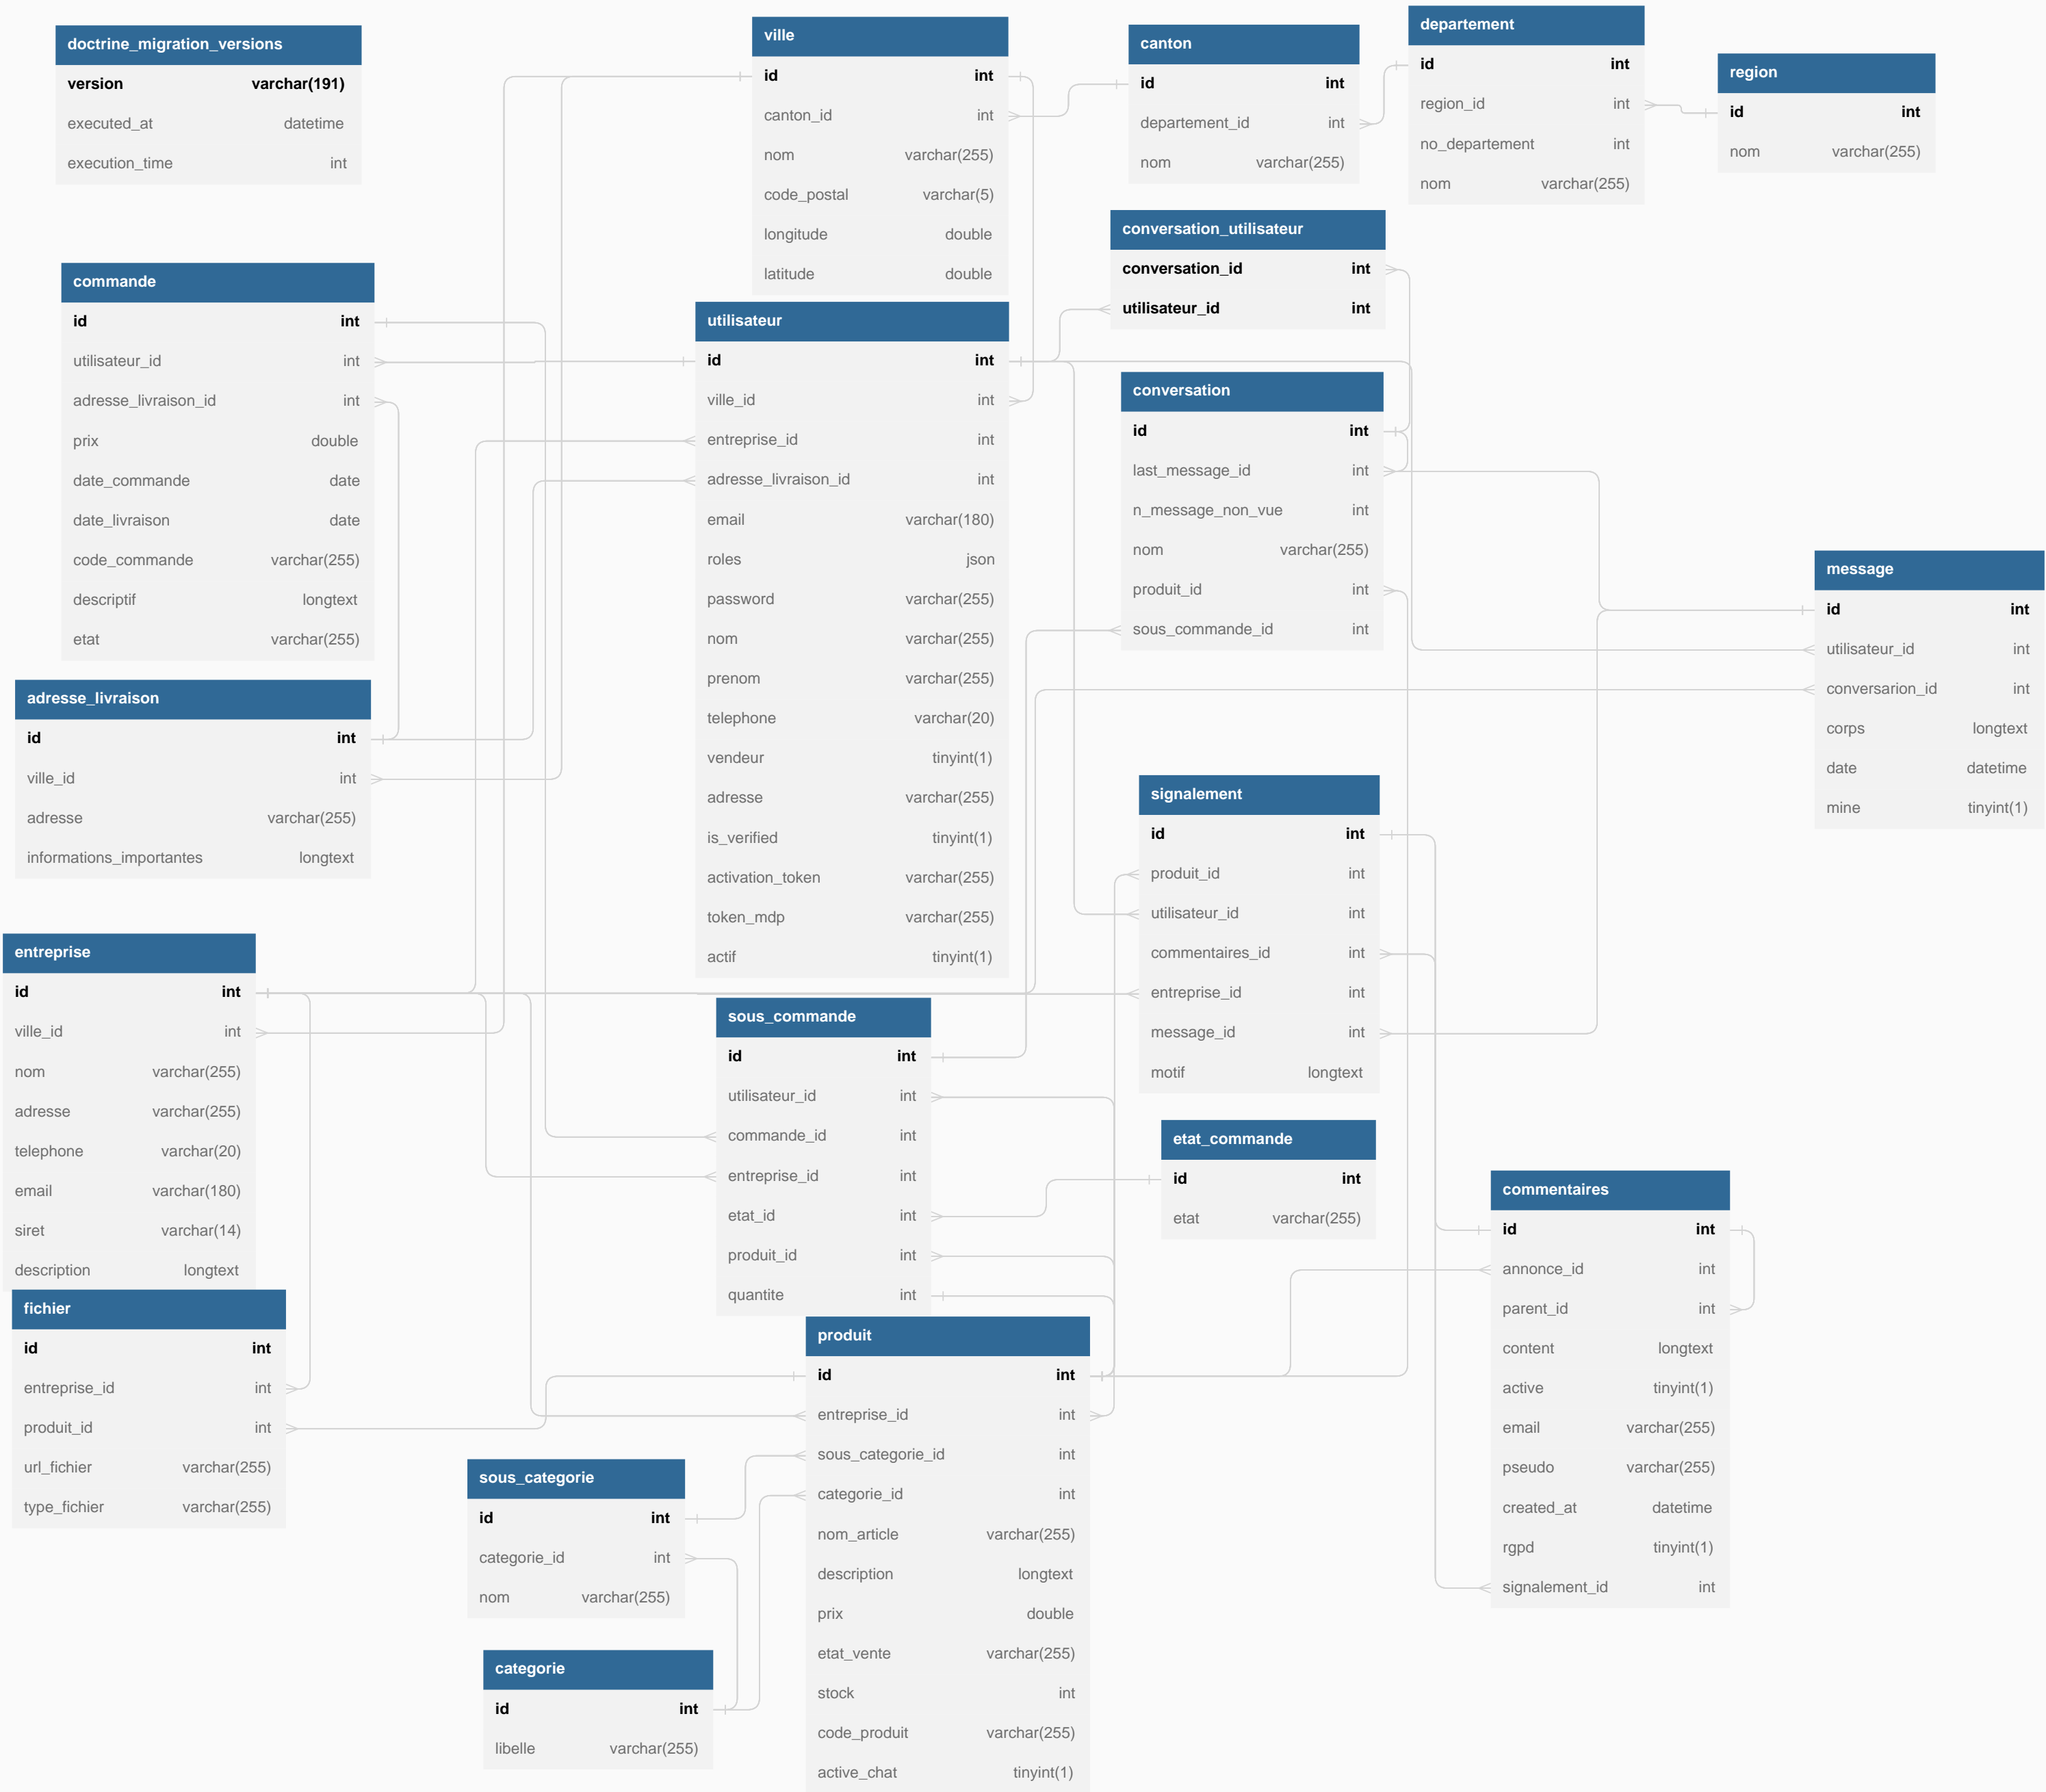 doctrine_migration_versions
version varchar(191)
executed_at datetime
execution_time int
ville
id int
canton_id int
nom varchar(255)
code_postal varchar(5)
longitude double
latitude double
canton
id int
departement_id int
nom varchar(255)
departement
id int
region_id int
no_departement int
nom varchar(255)
region
id int
nom varchar(255)
conversation_utilisateur
conversation_id int
utilisateur_id int
commande
id int
utilisateur_id int
adresse_livraison_id int
prix double
date_commande date
date_livraison date
code_commande varchar(255)
descriptif longtext
etat varchar(255)
utilisateur
id int
ville_id int
entreprise_id int
adresse_livraison_id int
email varchar(180)
roles json
password varchar(255)
nom varchar(255)
prenom varchar(255)
telephone varchar(20)
vendeur tinyint(1)
adresse varchar(255)
is_verified tinyint(1)
activation_token varchar(255)
token_mdp varchar(255)
actif tinyint(1)
conversation
id int
last_message_id int
n_message_non_vue int
nom varchar(255)
produit_id int
sous_commande_id int
message
id int
utilisateur_id int
conversarion_id int
corps longtext
date datetime
mine tinyint(1)
adresse_livraison
id int
ville_id int
adresse varchar(255)
informations_importantes longtext
signalement
id int
produit_id int
utilisateur_id int
commentaires_id int
entreprise_id int
message_id int
motif longtext
entreprise
id int
ville_id int
nom varchar(255)
adresse varchar(255)
telephone varchar(20)
email varchar(180)
siret varchar(14)
description longtext
sous_commande
id int
utilisateur_id int
commande_id int
entreprise_id int
etat_id int
produit_id int
quantite int
etat_commande
id int
etat varchar(255)
commentaires
id int
annonce_id int
parent_id int
content longtext
active tinyint(1)
email varchar(255)
pseudo varchar(255)
created_at datetime
rgpd tinyint(1)
signalement_id int
fichier
id int
entreprise_id int
produit_id int
url_fichier varchar(255)
type_fichier varchar(255)
produit
id int
entreprise_id int
sous_categorie_id int
categorie_id int
nom_article varchar(255)
description longtext
prix double
etat_vente varchar(255)
stock int
code_produit varchar(255)
active_chat tinyint(1)
sous_categorie
id int
categorie_id int
nom varchar(255)
categorie
id int
libelle varchar(255)